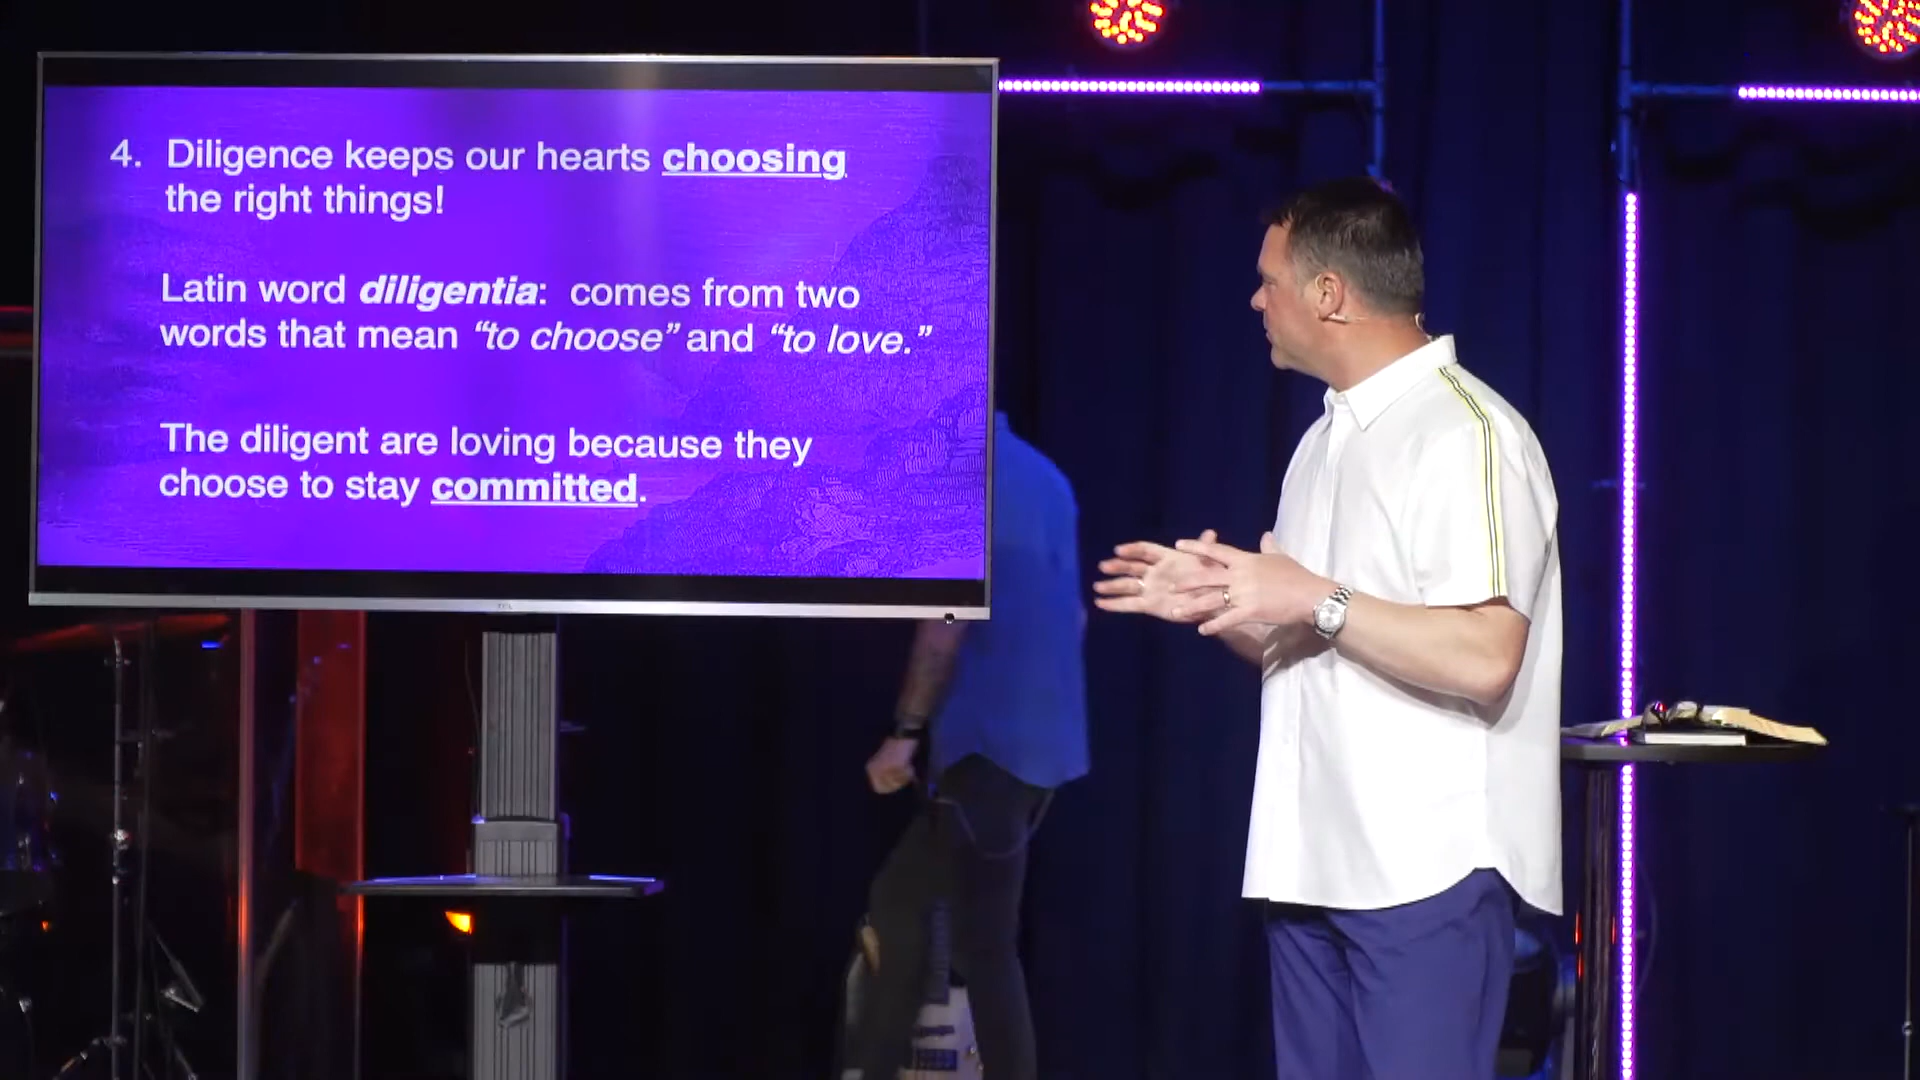 4. Diligence keeps our hearts choosing
the right things!
Latin word diligentia: comes from two
words that mean “to choose” and “to love.”
The diligent are loving because they
choose to stay committed.
TCL